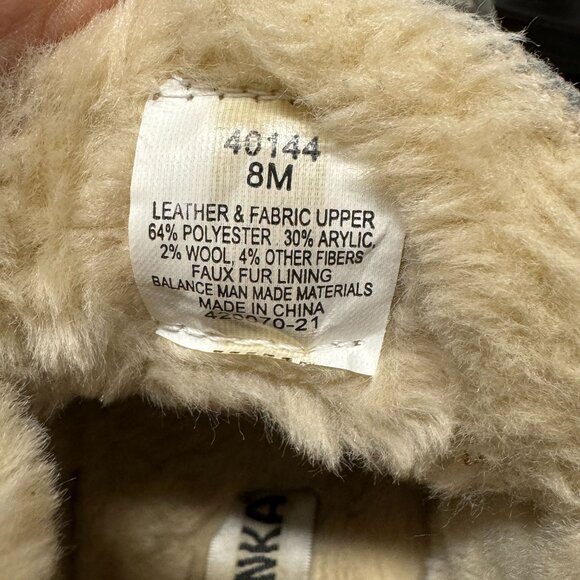 40144
8M
LEATHER & FABRIC UPPER
64% POLYESTER . 30% ARYLIC,
2% WOOL, 4% OTHER FIBERS
FAUX FUR LINING
BALANCE MAN MADE MATERIALS
MADE IN CHINA
NKA